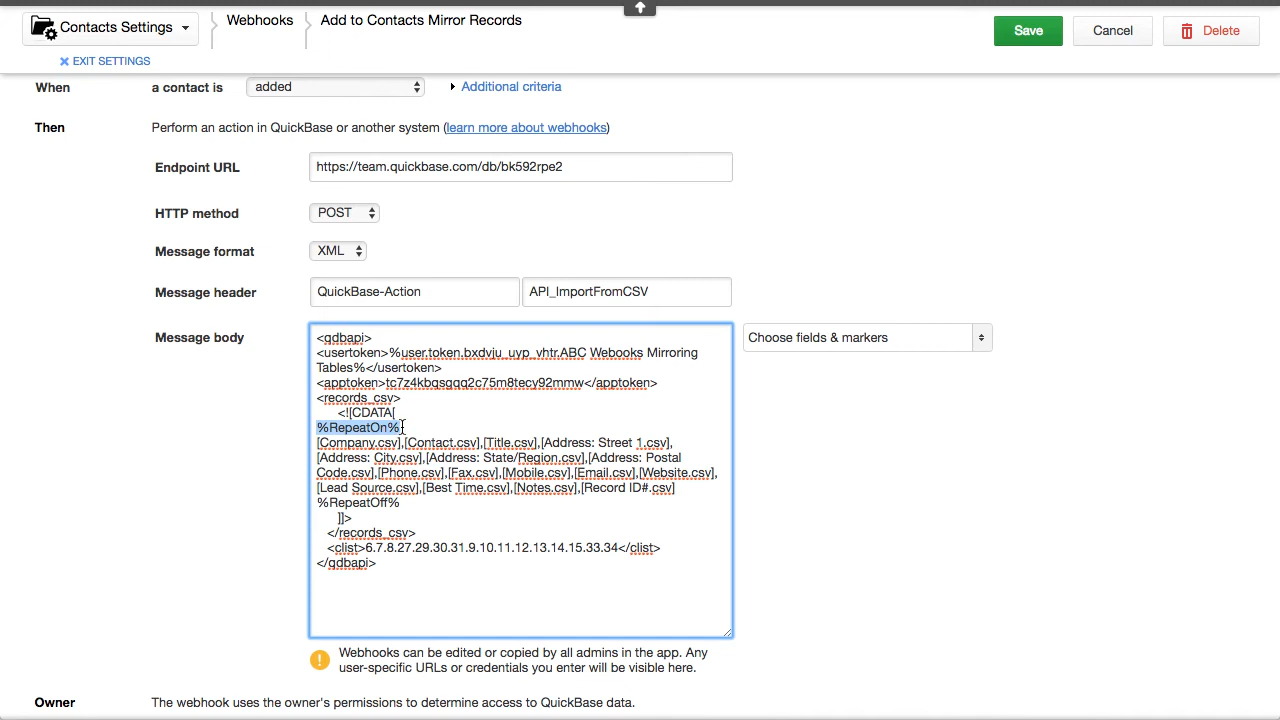 Contacts Settings
Webhooks
Add to Contacts Mirror Records
Save
Cancel
Delete
EXIT SETTINGS
When
a contact is
added
Additional criteria
Then
Perform an action in QuickBase or another system (learn more about webhooks)
Endpoint URL
https://team.quickbase.com/db/bk592rpe2
HTTP method
POST
Message format
XML
Message header
QuickBase-Action
API_ImportFromCSV
Message body
<qdbapi>
<usertoken>%user.token.bxdvju_uyp_vhtr.ABC Webooks Mirroring
Tables%</usertoken>
<apptoken>tc7z4kbqsgqq2c75m8tecy92mmw</apptoken>
<records_csv>
<![CDATA[
%RepeatOn%
[Company.csv],[Contact.csv],[Title.csv],[Address: Street 1.csv],
[Address: City.csv],[Address: State/Region.csv],[Address: Postal
Code.csv],[Phone.csv],[Fax.csv],[Mobile.csv],[Email.csv],[Website.csv],
[Lead Source.csv],[Best Time.csv],[Notes.csv],[Record ID#.csv]
%RepeatOff%
]]>
</records_csv>
<clist>6.7.8.27.29.30.31.9.10.11.12.13.14.15.33.34</clist>
</qdbapi>
Choose fields & markers
Webhooks can be edited or copied by all admins in the app. Any
user-specific URLs or credentials you enter will be visible here.
Owner
The webhook uses the owner's permissions to determine access to QuickBase data.